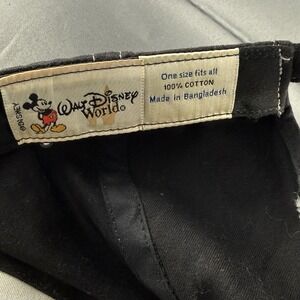 ©DISNEY
Walt Disney
World®
One size fits all
100% COTTON
Made in Bangladesh